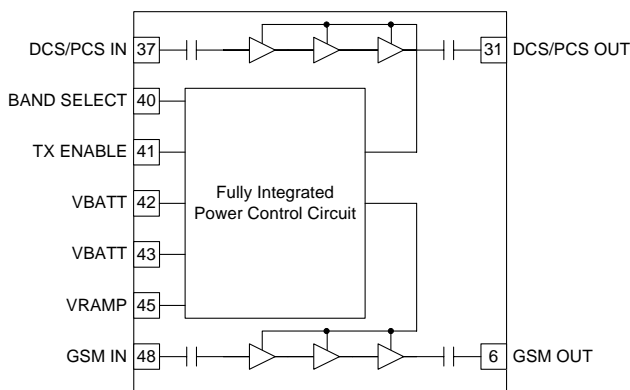 DCS/PCS IN 37 31 DCS/PCS OUT
BAND SELECT 40
TX ENABLE 41
VBATT 42
Fully Integrated
Power Control Circuit
VBATT 43
VRAMP 45
GSM IN 48 6 GSM OUT